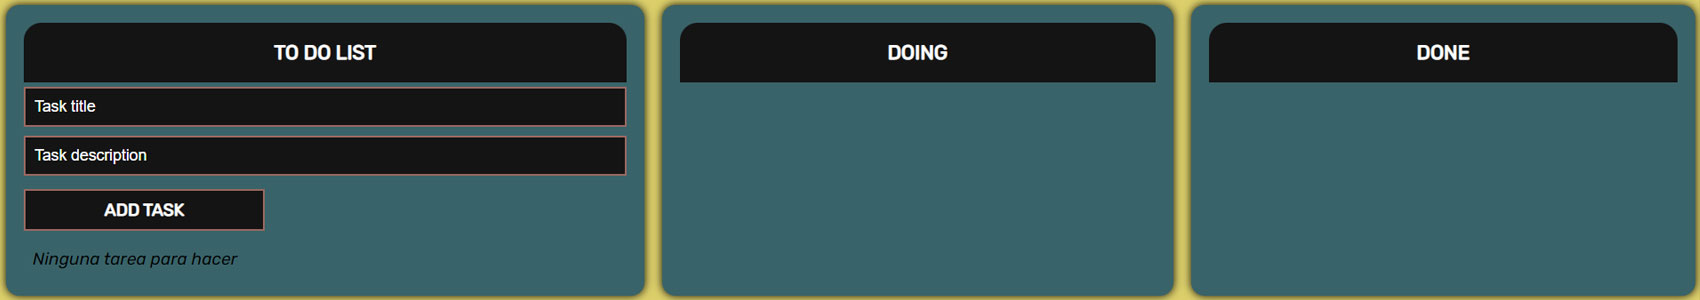 TO DO LIST
Task title
Task description
ADD TASK
Ninguna tarea para hacer
DOING
DONE